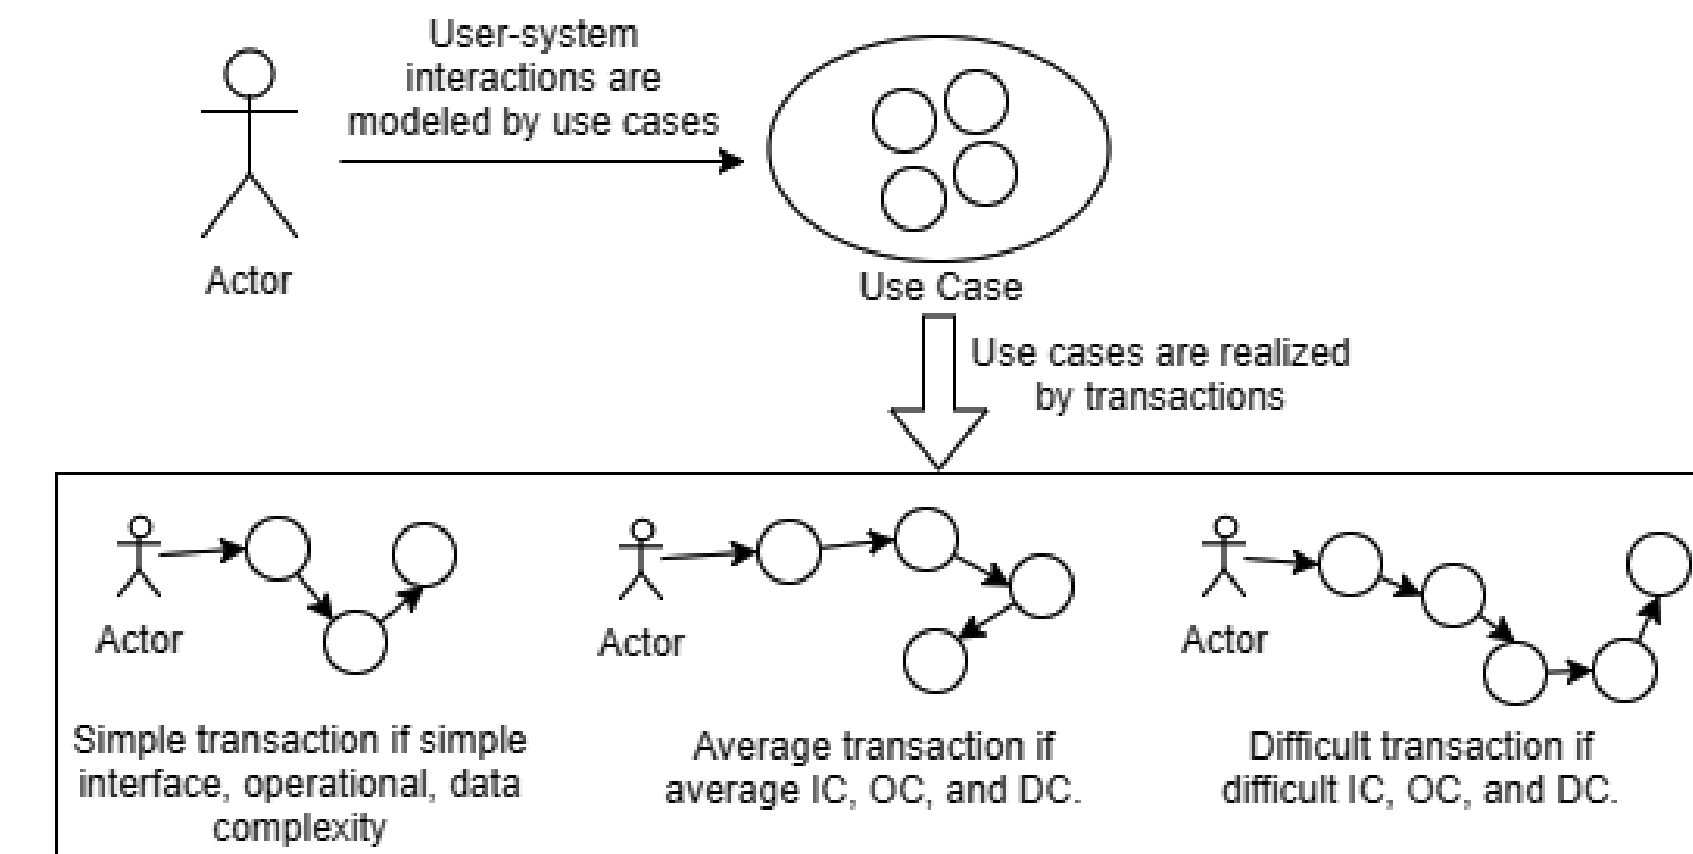 User-system
interactions are
modeled by use cases
Actor
Use Case
Use cases are realized
by transactions
Actor
Simple transaction if simple
interface, operational, data
complexity
Actor
Average transaction if
average IC, OC, and DC.
Actor
Difficult transaction if
difficult IC, OC, and DC.